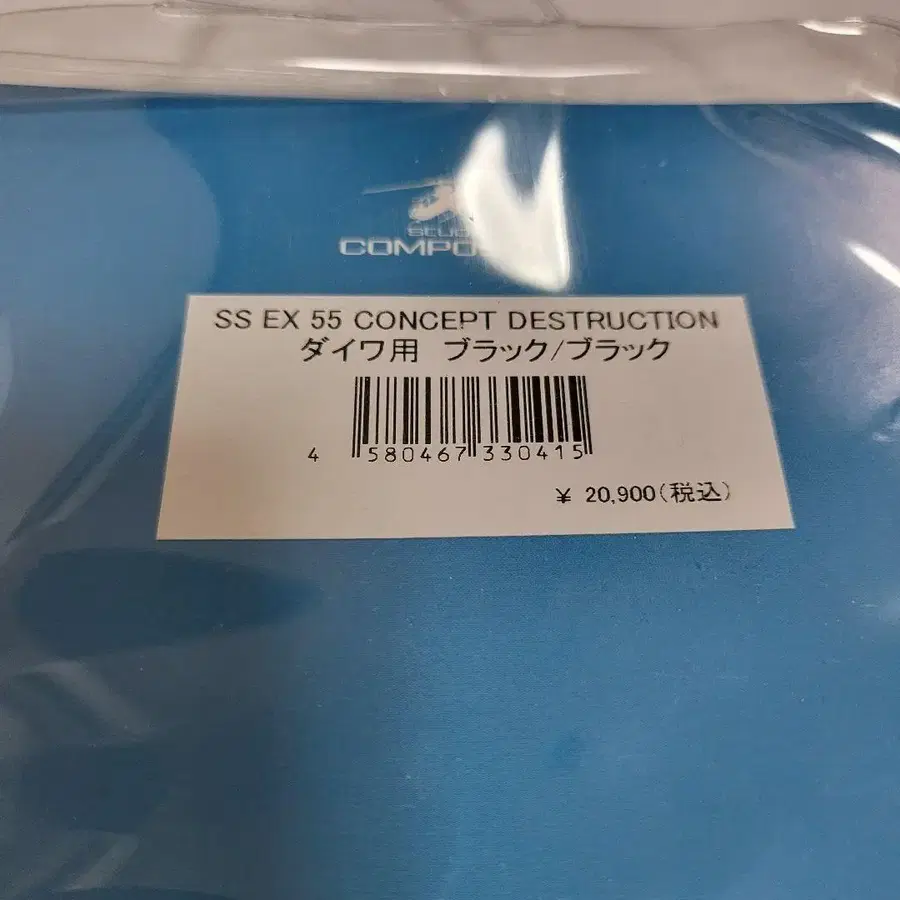 SS EX 55 CONCEPT DESTRUCTION
ダイワ用 ブラック/ブラック
4 580467 330415
¥ 20,900(税込)